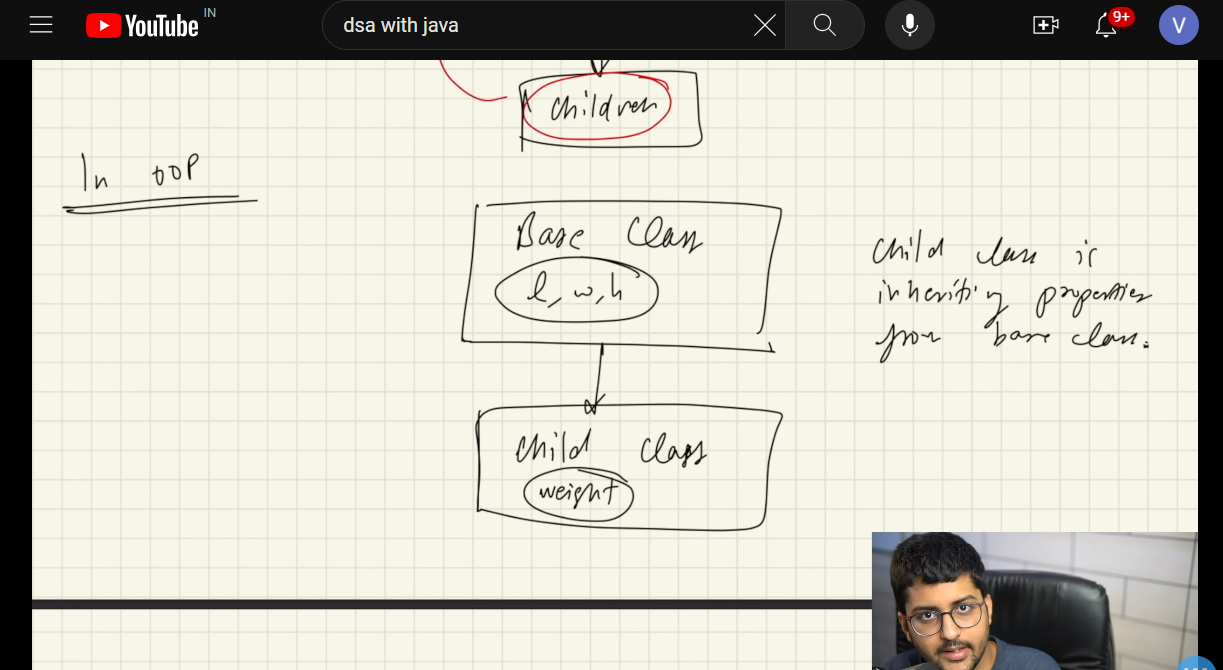 YouTube IN
dsa with java
9+
V
Children
In OOP
Base Class
l, w, h
Child class is
inheriting properties
from base class.
Child Class
weight